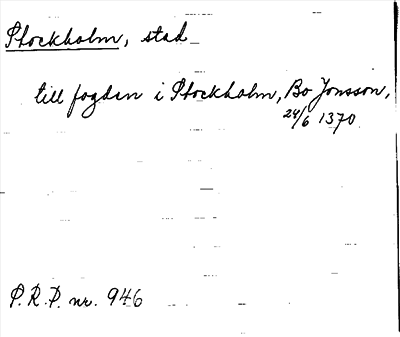 Stockholm, stad
till fogden i Stockholm, Bo Jonsson,
24/6 1370
P.R.P. nr. 946